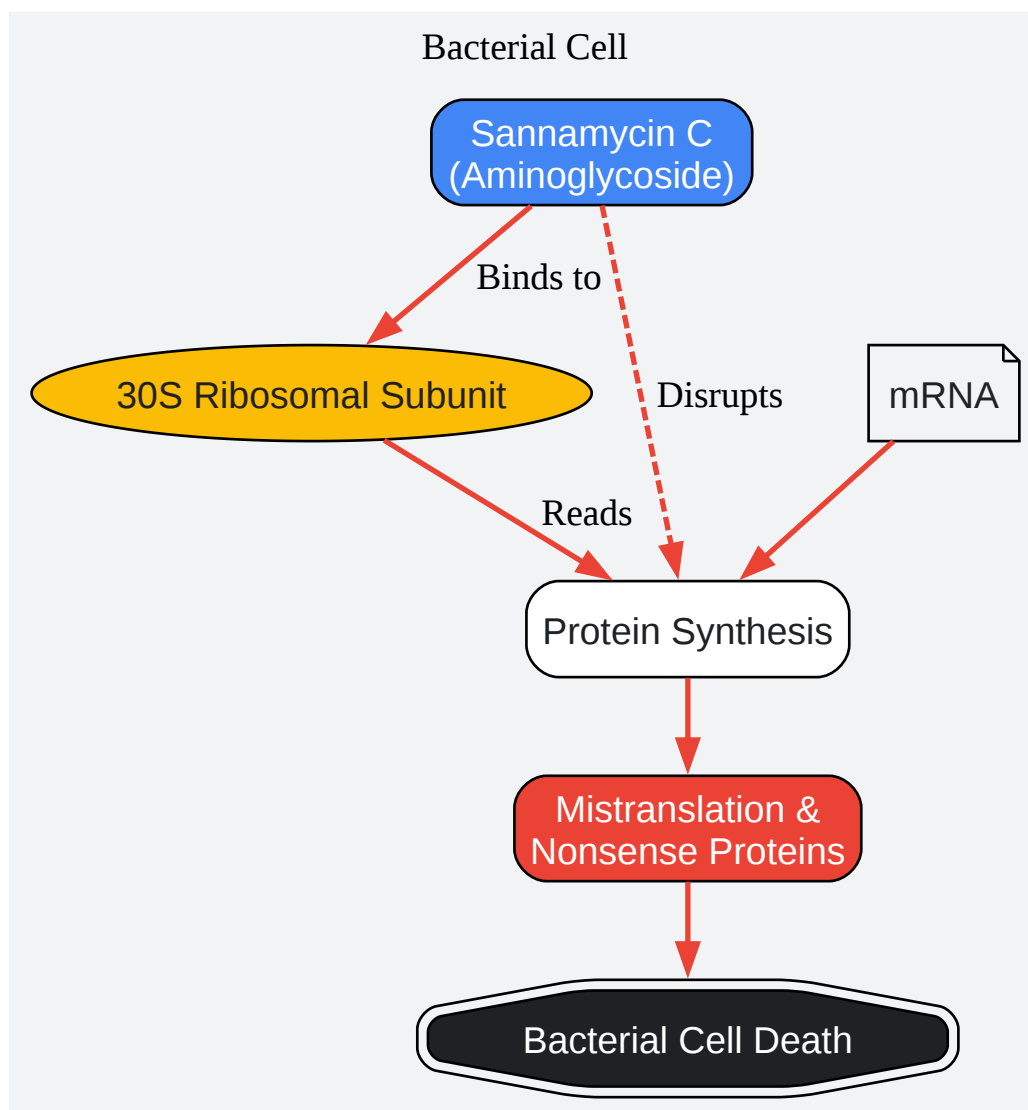 Bacterial Cell
Sannamycin C
(Aminoglycoside)
Binds to
30S Ribosomal Subunit
Disrupts
mRNA
Reads
Protein Synthesis
Mistranslation &
Nonsense Proteins
Bacterial Cell Death